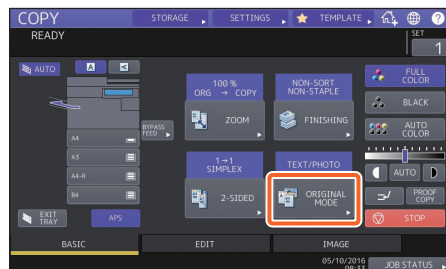 COPY
STORAGE
SETTINGS
TEMPLATE
READY
SET
1
AUTO
A
100 %
ORG → COPY
NON-SORT
NON-STAPLE
FULL
COLOR
ZOOM
FINISHING
BLACK
BYPASS
FEED
AUTO
COLOR
A4
A3
A4-R
B4
1→1
SIMPLEX
TEXT/PHOTO
AUTO
2-SIDED
ORIGINAL
MODE
PROOF
COPY
EXIT
TRAY
APS
STOP
BASIC
EDIT
IMAGE
05/10/2016
08:33
JOB STATUS